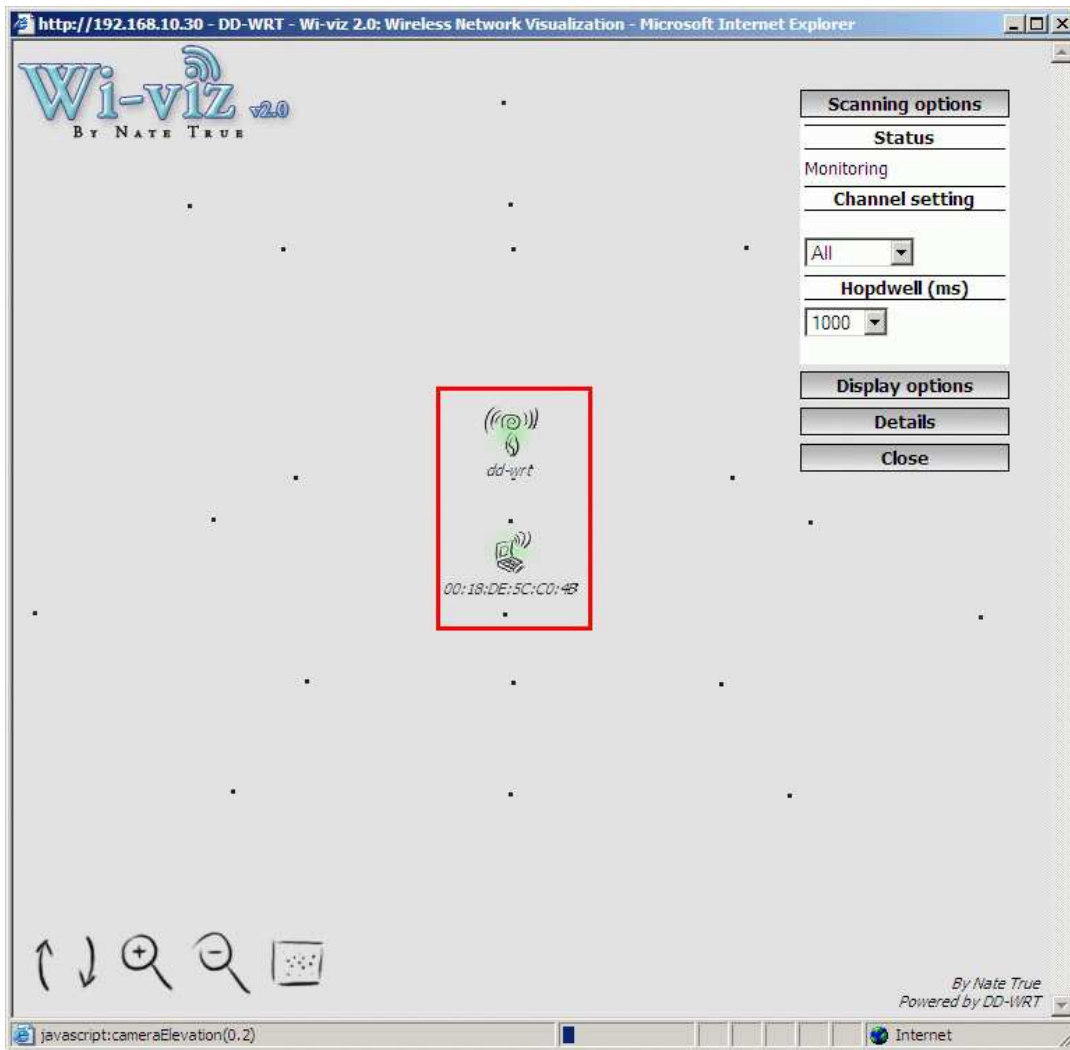 http://192.168.10.30 - DD-WRT - Wi-viz 2.0: Wireless Network Visualization - Microsoft Internet Explorer
Wi-viz v2.0
By Nate True
Scanning options
Status
Monitoring
Channel setting
All
Hopdwell (ms)
1000
Display options
Details
Close
dd-wrt
00:18:DE:5C:C0:4B
By Nate True
Powered by DD-WRT
javascript:cameraElevation(0.2)
Internet